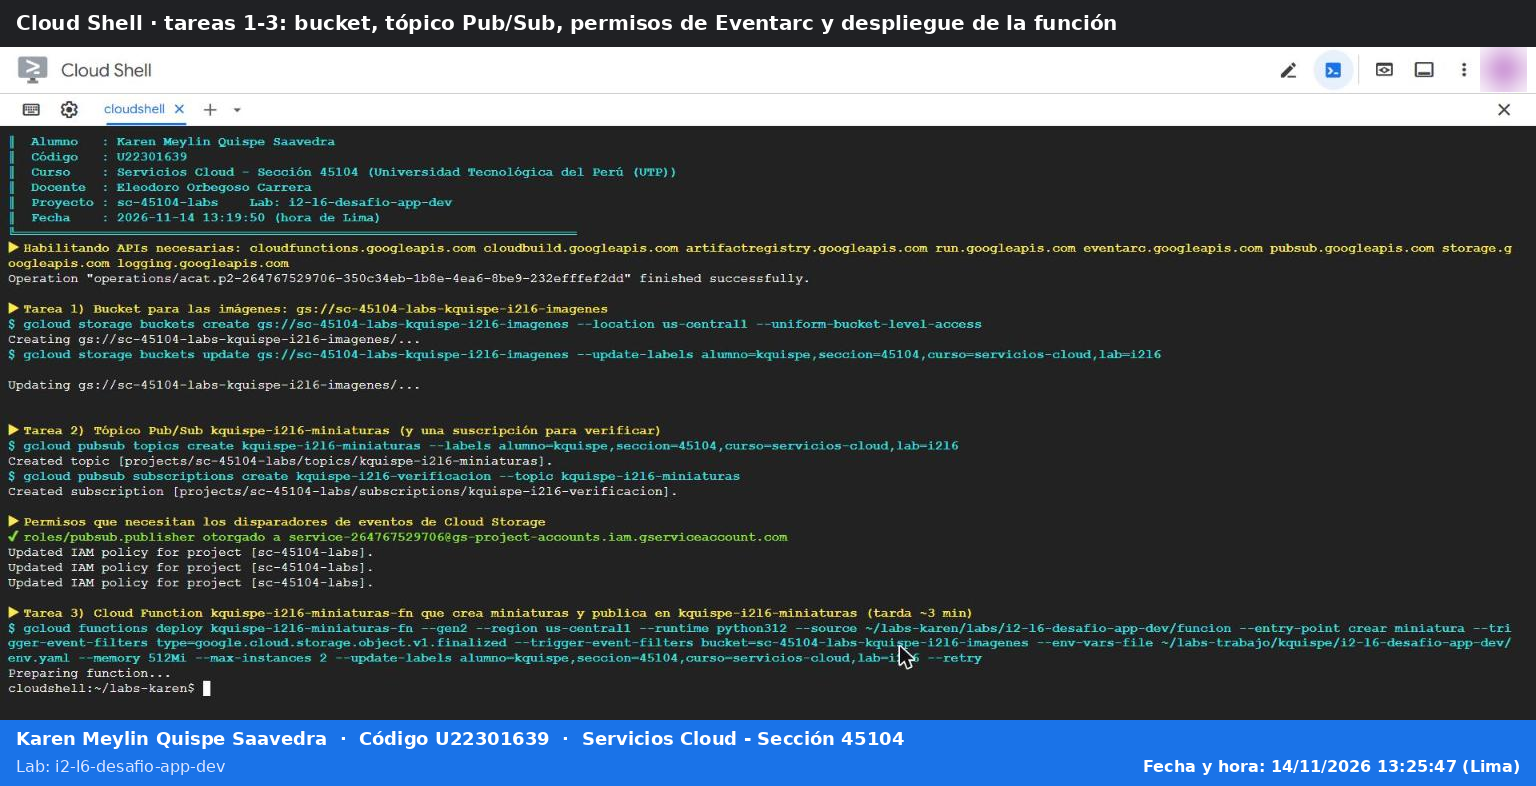 Cloud Shell · tareas 1-3: bucket, tópico Pub/Sub, permisos de Eventarc y despliegue de la función
Cloud Shell
cloudshell
Alumno : Karen Meylin Quispe Saavedra
Código : U22301639
Curso : Servicios Cloud - Sección 45104 (Universidad Tecnológica del Perú (UTP))
Docente : Eleodoro Orbegoso Carrera
Proyecto : sc-45104-labs Lab: i2-l6-desafio-app-dev
Fecha : 2026-11-14 13:19:50 (hora de Lima)
▶ Habilitando APIs necesarias: cloudfunctions.googleapis.com cloudbuild.googleapis.com artifactregistry.googleapis.com run.googleapis.com eventarc.googleapis.com pubsub.googleapis.com storage.g
oogleapis.com logging.googleapis.com
Operation "operations/acat.p2-264767529706-350c34eb-1b8e-4ea6-8be9-232efffef2dd" finished successfully.
▶ Tarea 1) Bucket para las imágenes: gs://sc-45104-labs-kquispe-i2l6-imagenes
$ gcloud storage buckets create gs://sc-45104-labs-kquispe-i2l6-imagenes --location us-central1 --uniform-bucket-level-access
Creating gs://sc-45104-labs-kquispe-i2l6-imagenes/...
$ gcloud storage buckets update gs://sc-45104-labs-kquispe-i2l6-imagenes --update-labels alumno=kquispe,seccion=45104,curso=servicios-cloud,lab=i2l6
Updating gs://sc-45104-labs-kquispe-i2l6-imagenes/...
▶ Tarea 2) Tópico Pub/Sub kquispe-i2l6-miniaturas (y una suscripción para verificar)
$ gcloud pubsub topics create kquispe-i2l6-miniaturas --labels alumno=kquispe,seccion=45104,curso=servicios-cloud,lab=i2l6
Created topic [projects/sc-45104-labs/topics/kquispe-i2l6-miniaturas].
$ gcloud pubsub subscriptions create kquispe-i2l6-verificacion --topic kquispe-i2l6-miniaturas
Created subscription [projects/sc-45104-labs/subscriptions/kquispe-i2l6-verificacion].
▶ Permisos que necesitan los disparadores de eventos de Cloud Storage
✔ roles/pubsub.publisher otorgado a service-264767529706@gs-project-accounts.iam.gserviceaccount.com
Updated IAM policy for project [sc-45104-labs].
Updated IAM policy for project [sc-45104-labs].
Updated IAM policy for project [sc-45104-labs].
▶ Tarea 3) Cloud Function kquispe-i2l6-miniaturas-fn que crea miniaturas y publica en kquispe-i2l6-miniaturas (tarda ~3 min)
$ gcloud functions deploy kquispe-i2l6-miniaturas-fn --gen2 --region us-central1 --runtime python312 --source ~/labs-karen/labs/i2-l6-desafio-app-dev/funcion --entry-point crear_miniatura --tri
gger-event-filters type=google.cloud.storage.object.v1.finalized --trigger-event-filters bucket=sc-45104-labs-kquispe-i2l6-imagenes --env-vars-file ~/labs-trabajo/kquispe/i2-l6-desafio-app-dev/
env.yaml --memory 512Mi --max-instances 2 --update-labels alumno=kquispe,seccion=45104,curso=servicios-cloud,lab=i2l6 --retry
Preparing function...
cloudshell:~/labs-karen$
Karen Meylin Quispe Saavedra · Código U22301639 · Servicios Cloud - Sección 45104
Lab: i2-l6-desafio-app-dev
Fecha y hora: 14/11/2026 13:25:47 (Lima)